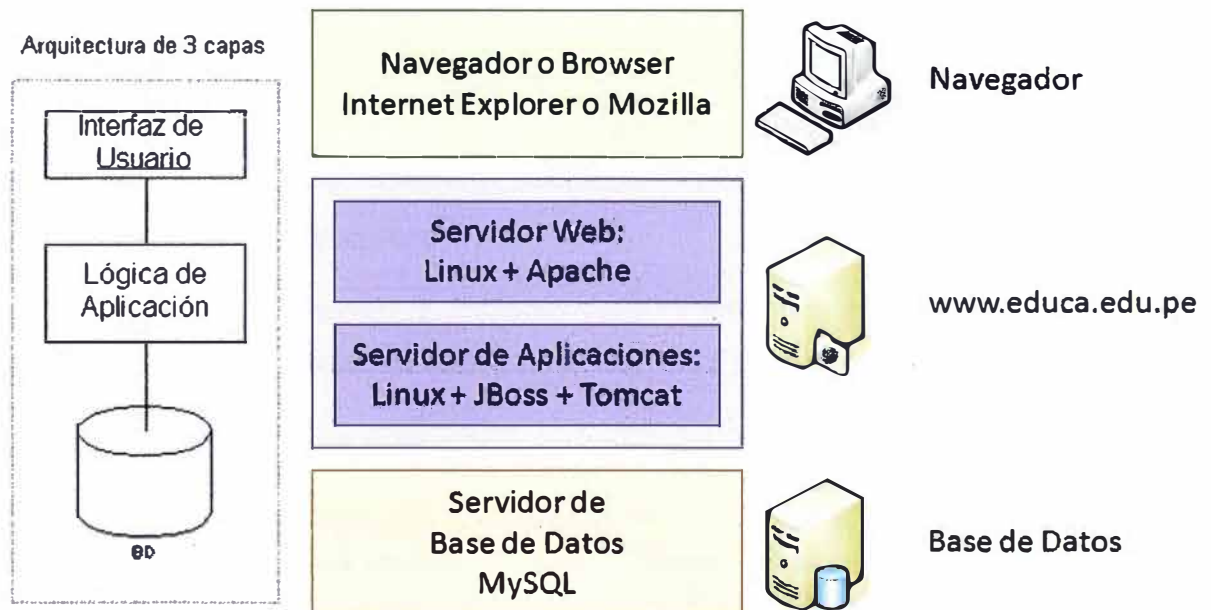 Arquitectura de 3 capas
Interfaz de
Usuario
Lógica de
Aplicación
BD
Navegador o Browser
Internet Explorer o Mozilla
Navegador
Servidor Web:
Linux + Apache
Servidor de Aplicaciones:
Linux + JBoss + Tomcat
www.educa.edu.pe
Servidor de
Base de Datos
MySQL
Base de Datos